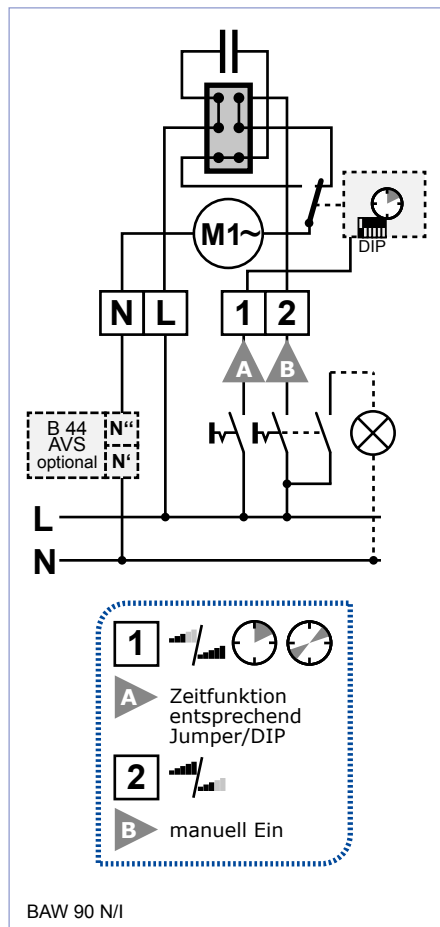 M1~
DIP
N L 1 2
A B
B 44
AVS
optional
N“
N‘
L
N
1
A Zeitfunktion
entsprechend
Jumper/DIP
2
B manuell Ein
BAW 90 N/I